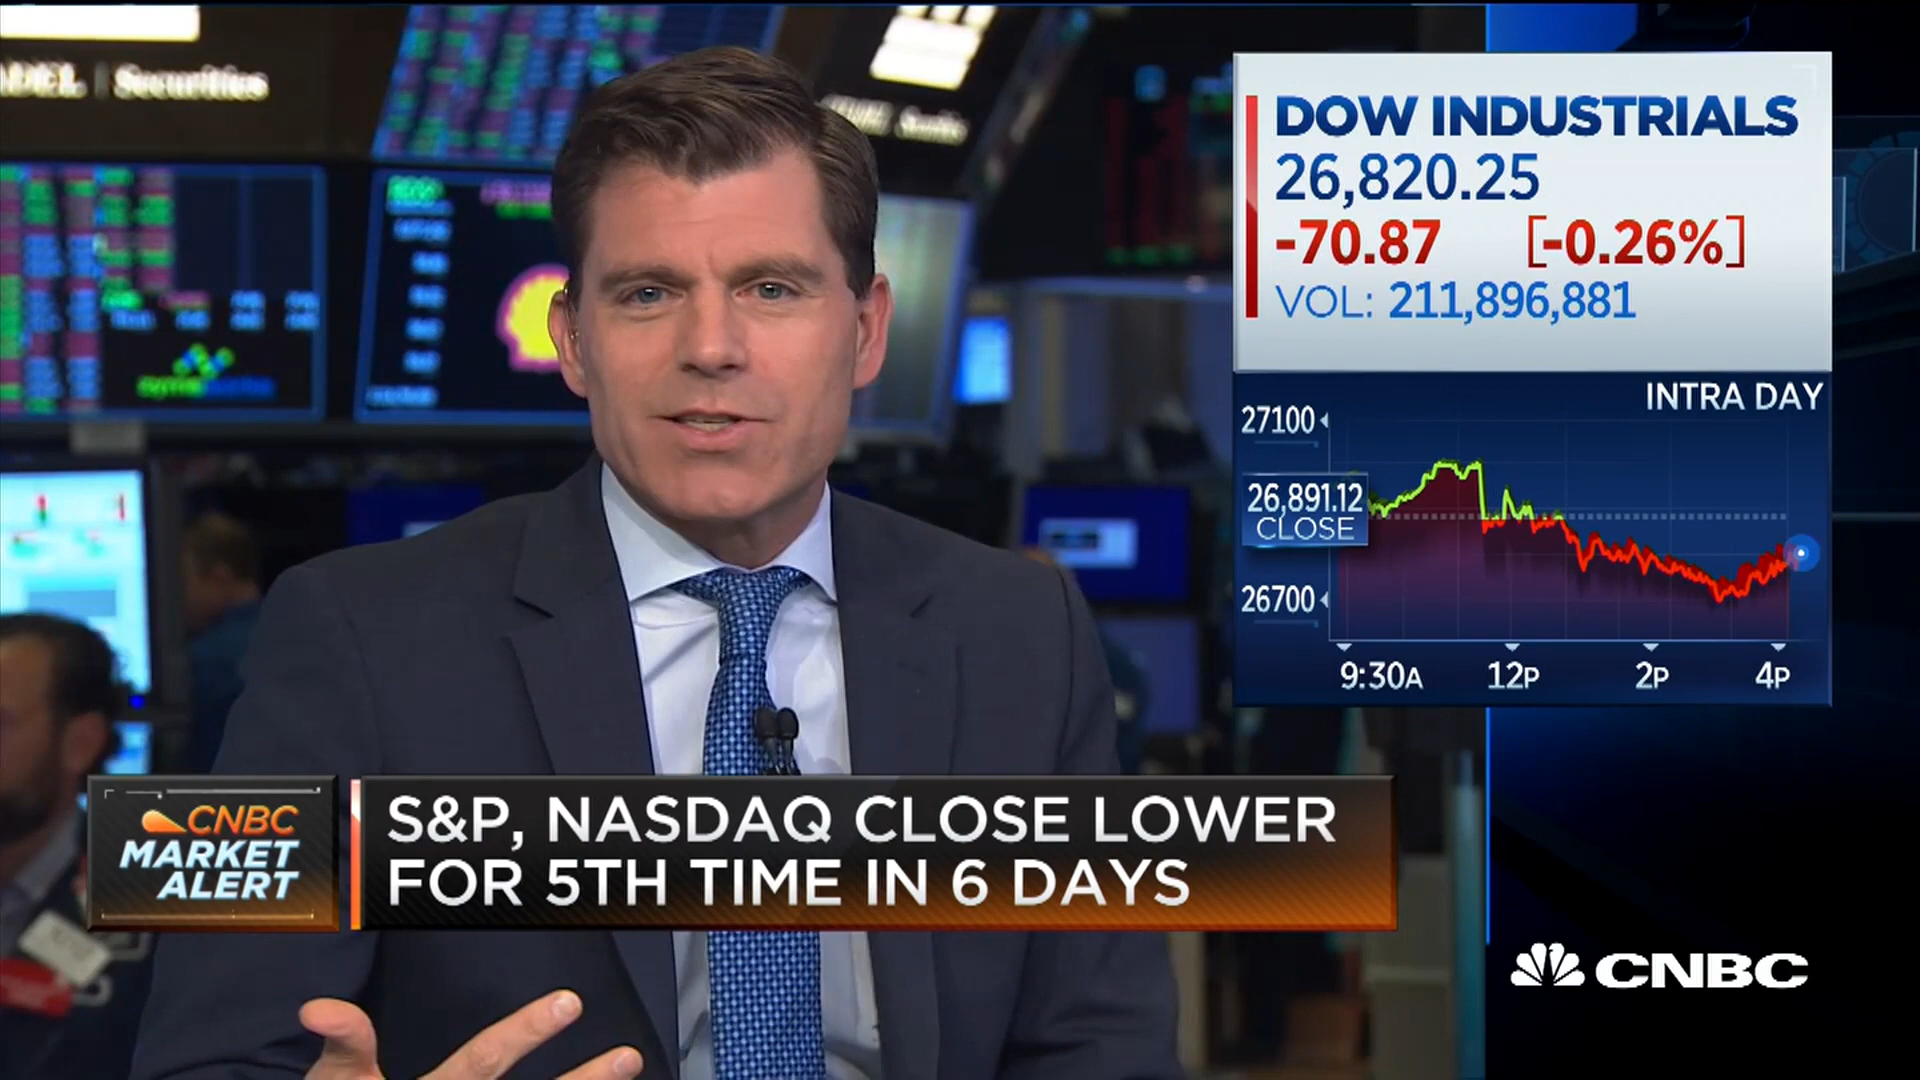 Securities
DOW INDUSTRIALS
26,820.25
-70.87 [-0.26%]
VOL: 211,896,881
INTRA DAY
27100
26,891.12
CLOSE
26700
9:30A 12P 2P 4P
CNBC
MARKET
ALERT
S&P, NASDAQ CLOSE LOWER
FOR 5TH TIME IN 6 DAYS
CNBC